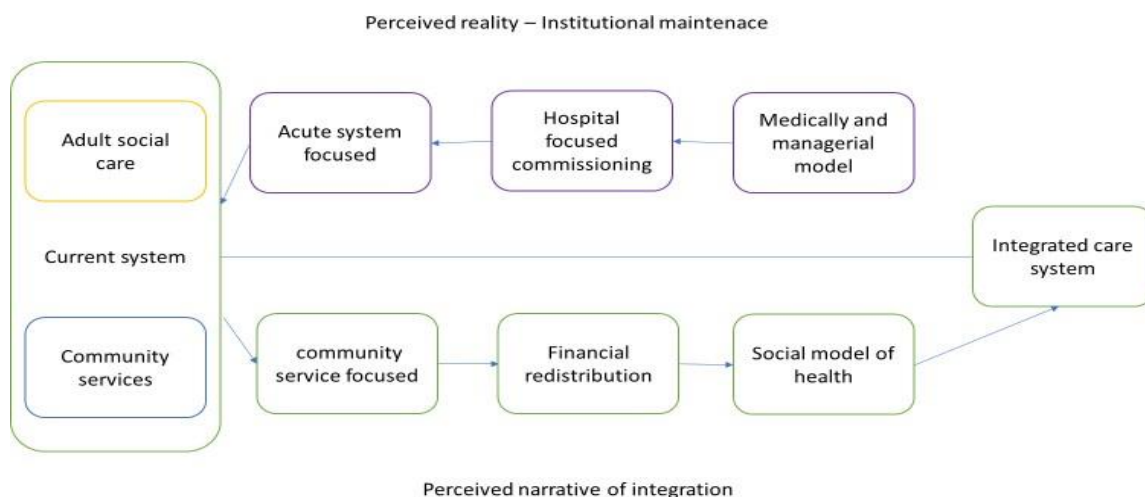 Perceived reality – Institutional maintenace
Adult social
care
Acute system
focused
Hospital
focused
commissioning
Medically and
managerial
model
Current system
Integrated care
system
Community
services
community
service focused
Financial
redistribution
Social model of
health
Perceived narrative of integration